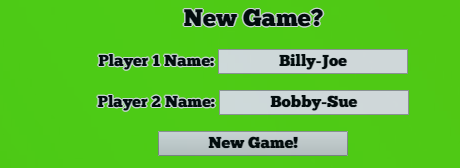 New Game?
Player 1 Name: Billy-Joe
Player 2 Name: Bobby-Sue
New Game!